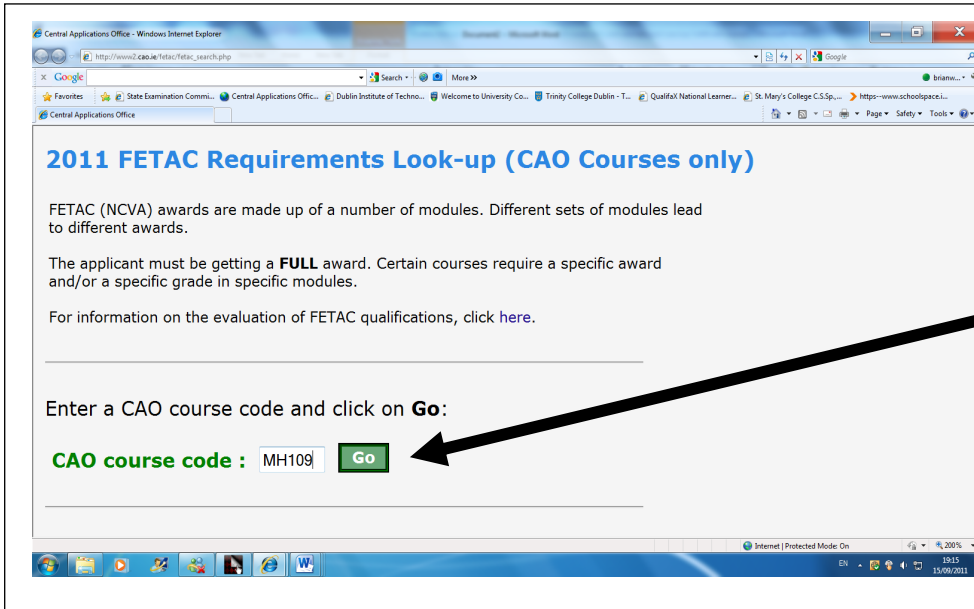 Central Applications Office - Windows Internet Explorer
http://www2.cao.ie/fetac/fetac_search.php
Google
x Google Search More >> brianw...
Favorites State Examination Commi... Central Applications Offic... Dublin Institute of Techno... Welcome to University Co... Trinity College Dublin - T... QualifaX National Learner... St. Mary's College C.S.Sp.,... https--www.schoolspace.i...
Central Applications Office Page Safety Tools
2011 FETAC Requirements Look-up (CAO Courses only)
FETAC (NCVA) awards are made up of a number of modules. Different sets of modules lead
to different awards.
The applicant must be getting a FULL award. Certain courses require a specific award
and/or a specific grade in specific modules.
For information on the evaluation of FETAC qualifications, click here.
Enter a CAO course code and click on Go:
CAO course code : MH109 Go
Internet | Protected Mode: On 200%
EN 19:15
15/09/2011